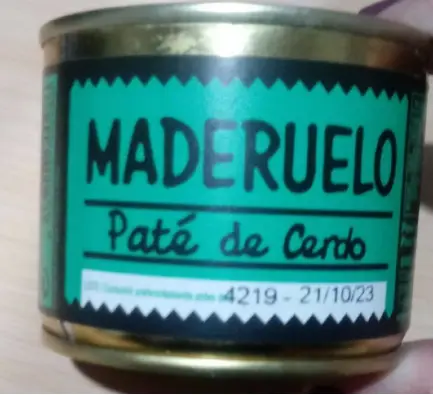 MADERUELO
Paté de Cerdo
4219 - 21/10/23